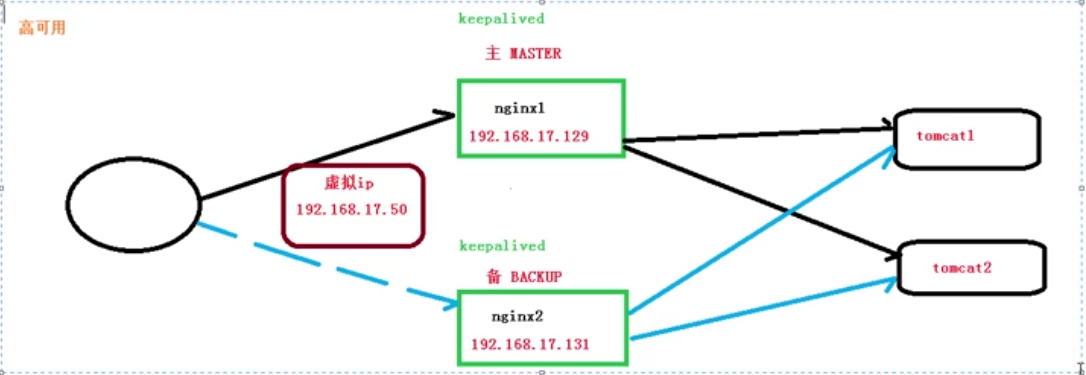 高可用
keepalived
主 MASTER
nginx1
192.168.17.129
tomcat1
虚拟ip
192.168.17.50
keepalived
备 BACKUP
tomcat2
nginx2
192.168.17.131